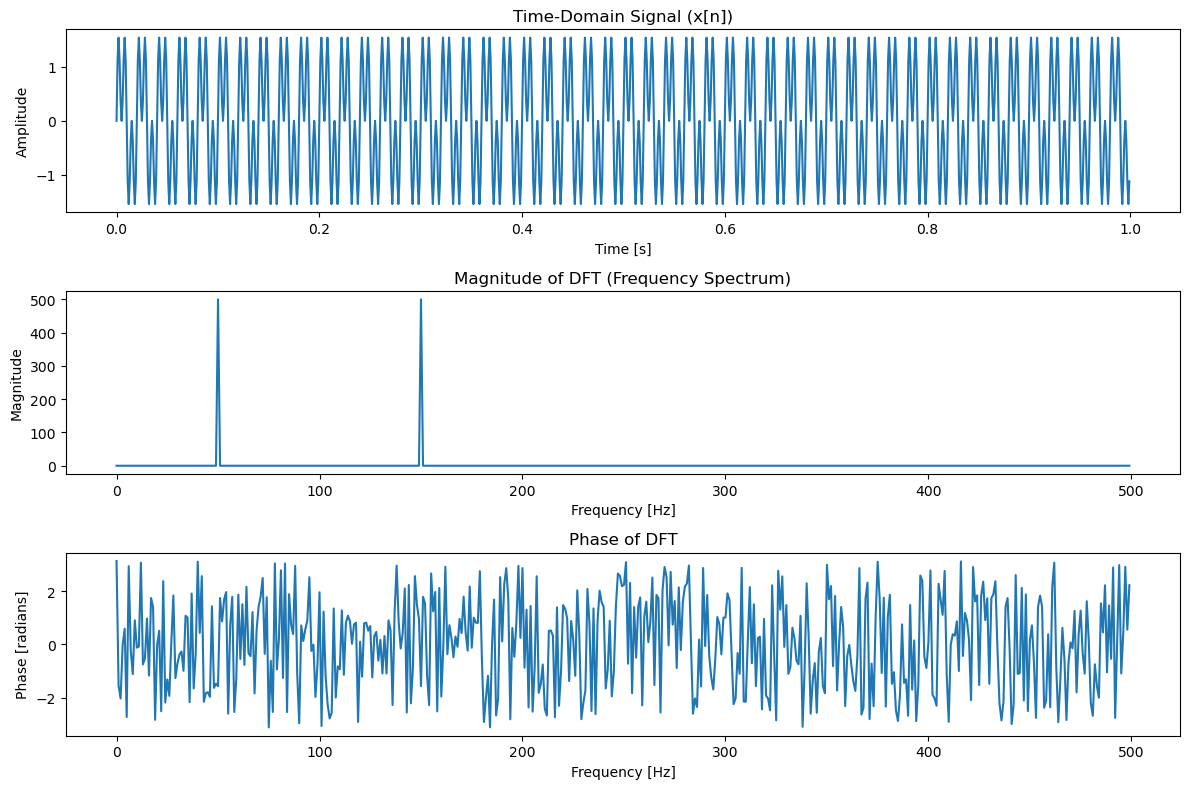 Time-Domain Signal (x[n])
Amplitude
1
0
−1
0.0 0.2 0.4 0.6 0.8 1.0
Time [s]
Magnitude of DFT (Frequency Spectrum)
Magnitude
500
400
300
200
100
0
0 100 200 300 400 500
Frequency [Hz]
Phase of DFT
Phase [radians]
2
0
−2
0 100 200 300 400 500
Frequency [Hz]